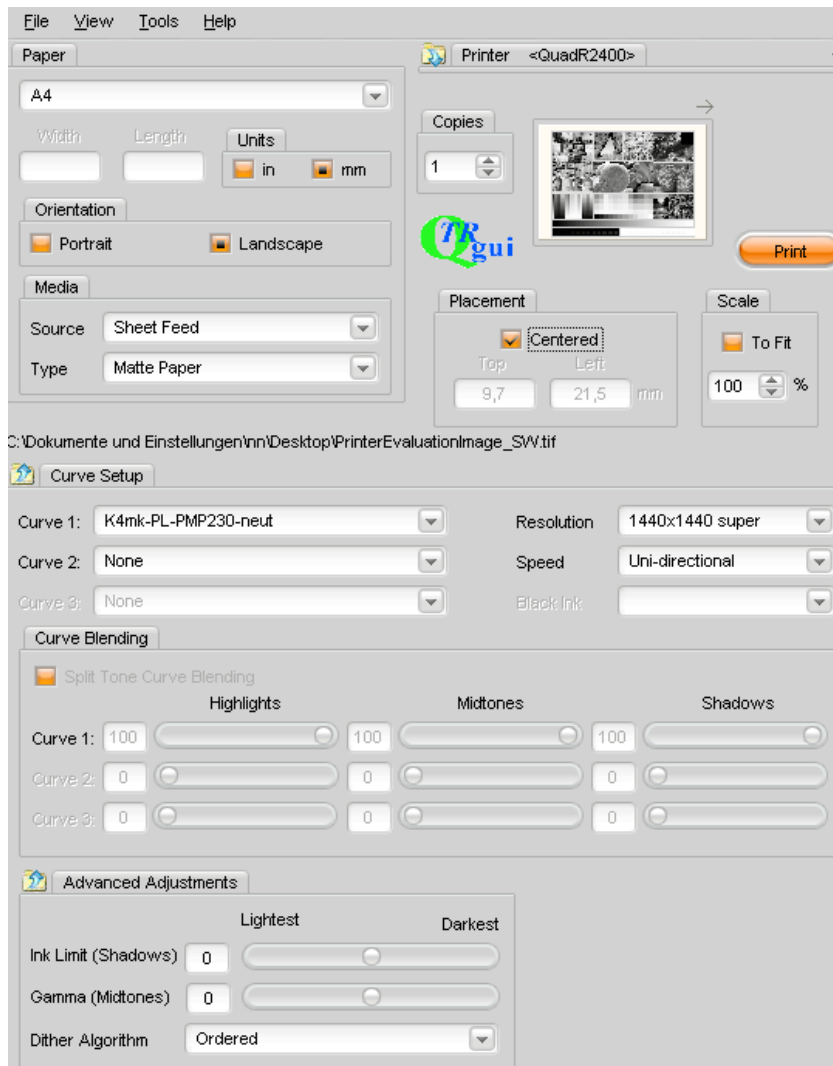 File View Tools Help
Paper
A4
Width Length Units
in mm
Orientation
Portrait Landscape
Media
Source Sheet Feed
Type Matte Paper
Printer <QuadR2400>
Copies
1
QTRgui
Print
Placement
Centered
Top Left
9,7 21,5 mm
Scale
To Fit
100 %
C:\Dokumente und Einstellungen\nn\Desktop\PrinterEvaluationImage_SW.tif
Curve Setup
Curve 1: K4mk-PL-PMP230-neut Resolution 1440x1440 super
Curve 2: None Speed Uni-directional
Curve 3: None Black Ink
Curve Blending
Split Tone Curve Blending
Highlights Midtones Shadows
Curve 1: 100 100 100
Curve 2: 0 0 0
Curve 3: 0 0 0
Advanced Adjustments
Lightest Darkest
Ink Limit (Shadows) 0
Gamma (Midtones) 0
Dither Algorithm Ordered